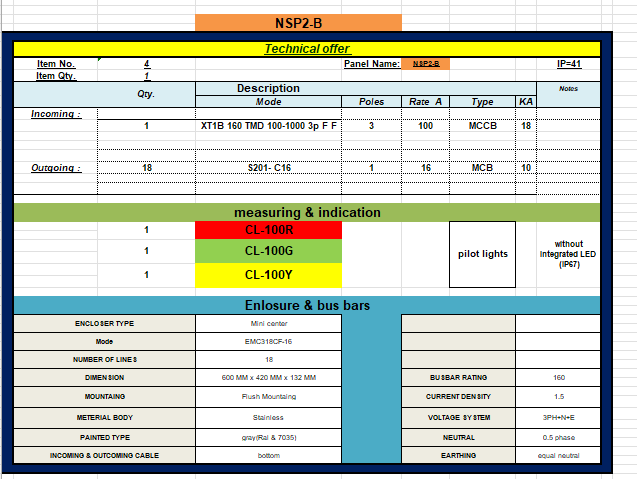 NSP2-B
Technical offer
Item No. 4 Panel Name: NSP2-B IP=41
Item Qty. 1
Qty. Description Notes
Mode Poles Rate A Type KA
Incoming :
1 XT1B 160 TMD 100-1000 3p F F 3 100 MCCB 18
Outgoing : 18 S201- C16 1 16 MCB 10
measuring & indication
1 CL-100R
1 CL-100G pilot lights without Integrated LED (IP67)
1 CL-100Y
Enlosure & bus bars
ENCLOSER TYPE Mini center
Mode EMC318CF-16
NUMBER OF LINES 18
DIMENSION 600 MM x 420 MM x 132 MM BUSBAR RATING 160
MOUNTAING Flush Mountaing CURRENT DENSITY 1.5
METERIAL BODY Stainless VOLTAGE SYSTEM 3PH+N+E
PAINTED TYPE gray(Ral & 7035) NEUTRAL 0.5 phase
INCOMING & OUTCOMING CABLE bottom EARTHING equal neutral